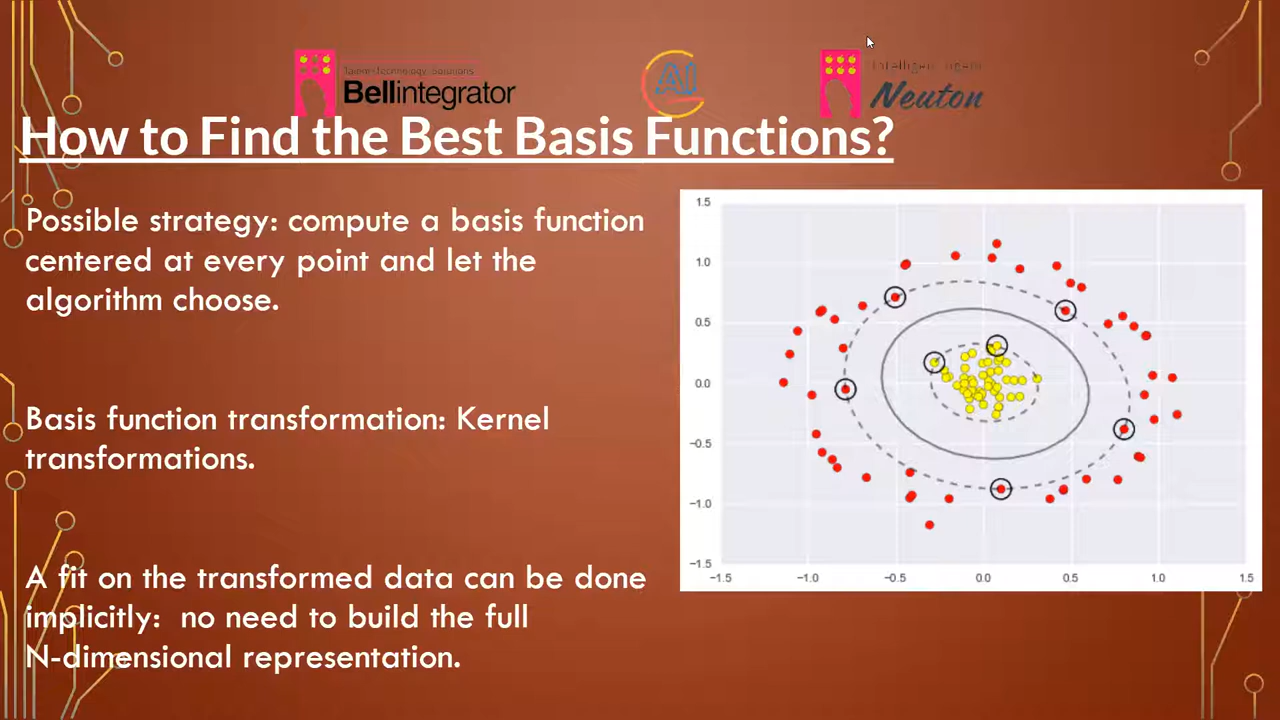 Bellintegrator
AI
Neuton
How to Find the Best Basis Functions?
Possible strategy: compute a basis function
centered at every point and let the
algorithm choose.
Basis function transformation: Kernel
transformations.
A fit on the transformed data can be done
implicitly:  no need to build the full
N-dimensional representation.
1.5
1.0
0.5
0.0
−0.5
−1.0
−1.5
−1.5 −1.0 −0.5 0.0 0.5 1.0 1.5